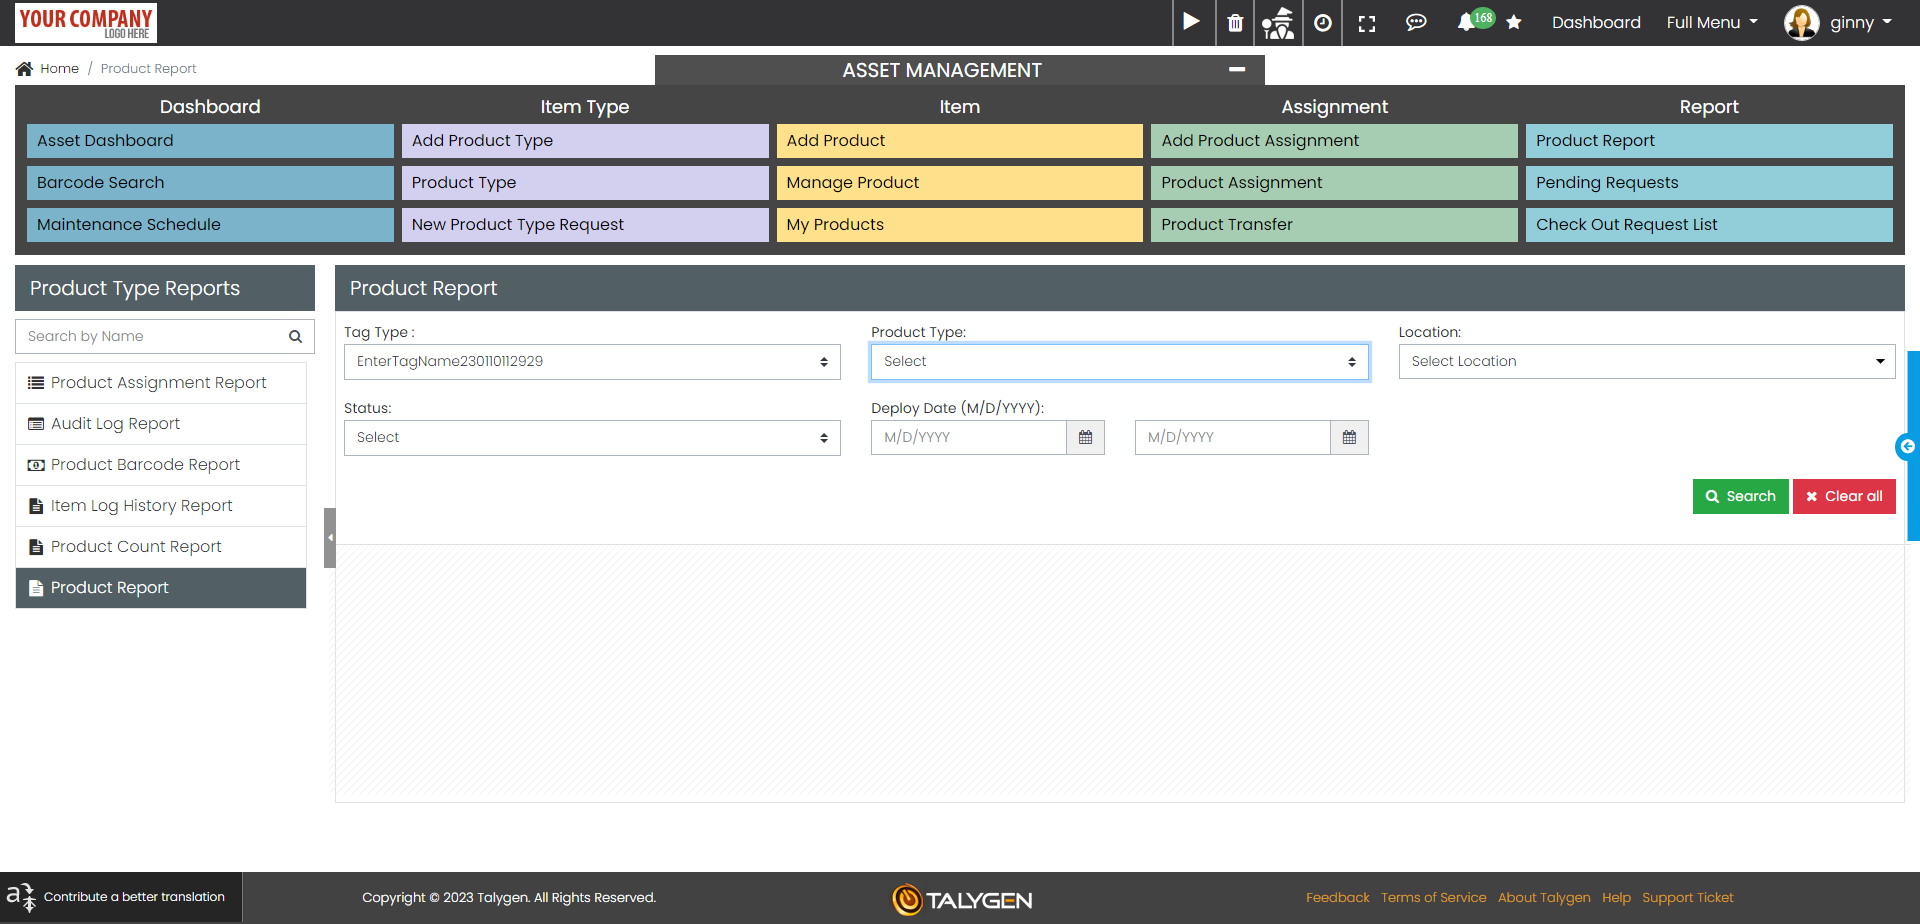 YOUR COMPANY
LOGO HERE
168
Dashboard
Full Menu
ginny
Home / Product Report
ASSET MANAGEMENT
Dashboard
Item Type
Item
Assignment
Report
Asset Dashboard
Add Product Type
Add Product
Add Product Assignment
Product Report
Barcode Search
Product Type
Manage Product
Product Assignment
Pending Requests
Maintenance Schedule
New Product Type Request
My Products
Product Transfer
Check Out Request List
Product Type Reports
Search by Name
Product Assignment Report
Audit Log Report
Product Barcode Report
Item Log History Report
Product Count Report
Product Report
Product Report
Tag Type :
Product Type:
Location:
EnterTagName230110112929
Select
Select Location
Status:
Deploy Date (M/D/YYYY):
Select
M/D/YYYY
M/D/YYYY
Search
Clear all
Contribute a better translation
Copyright © 2023 Talygen. All Rights Reserved.
TALYGEN
Feedback
Terms of Service
About Talygen
Help
Support Ticket